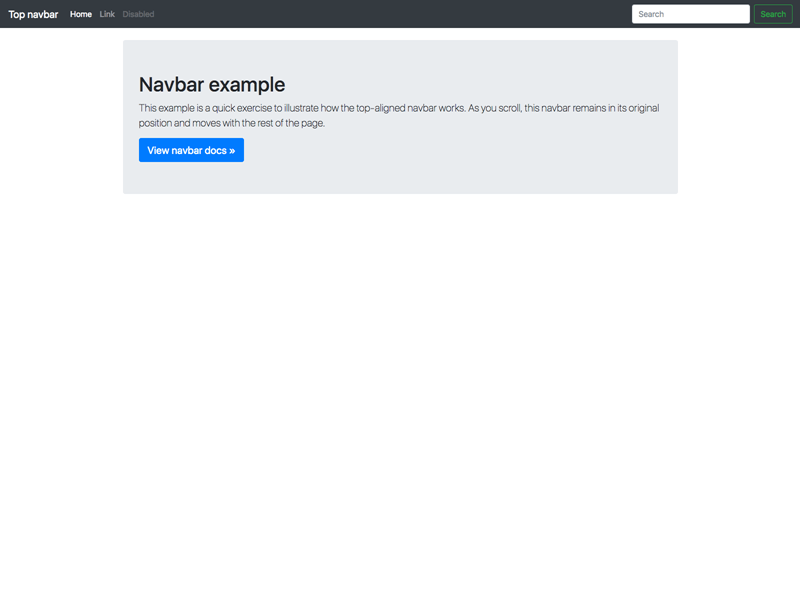 Top navbar Home Link Disabled Search Search
Navbar example
This example is a quick exercise to illustrate how the top-aligned navbar works. As you scroll, this navbar remains in its original
position and moves with the rest of the page.
View navbar docs »